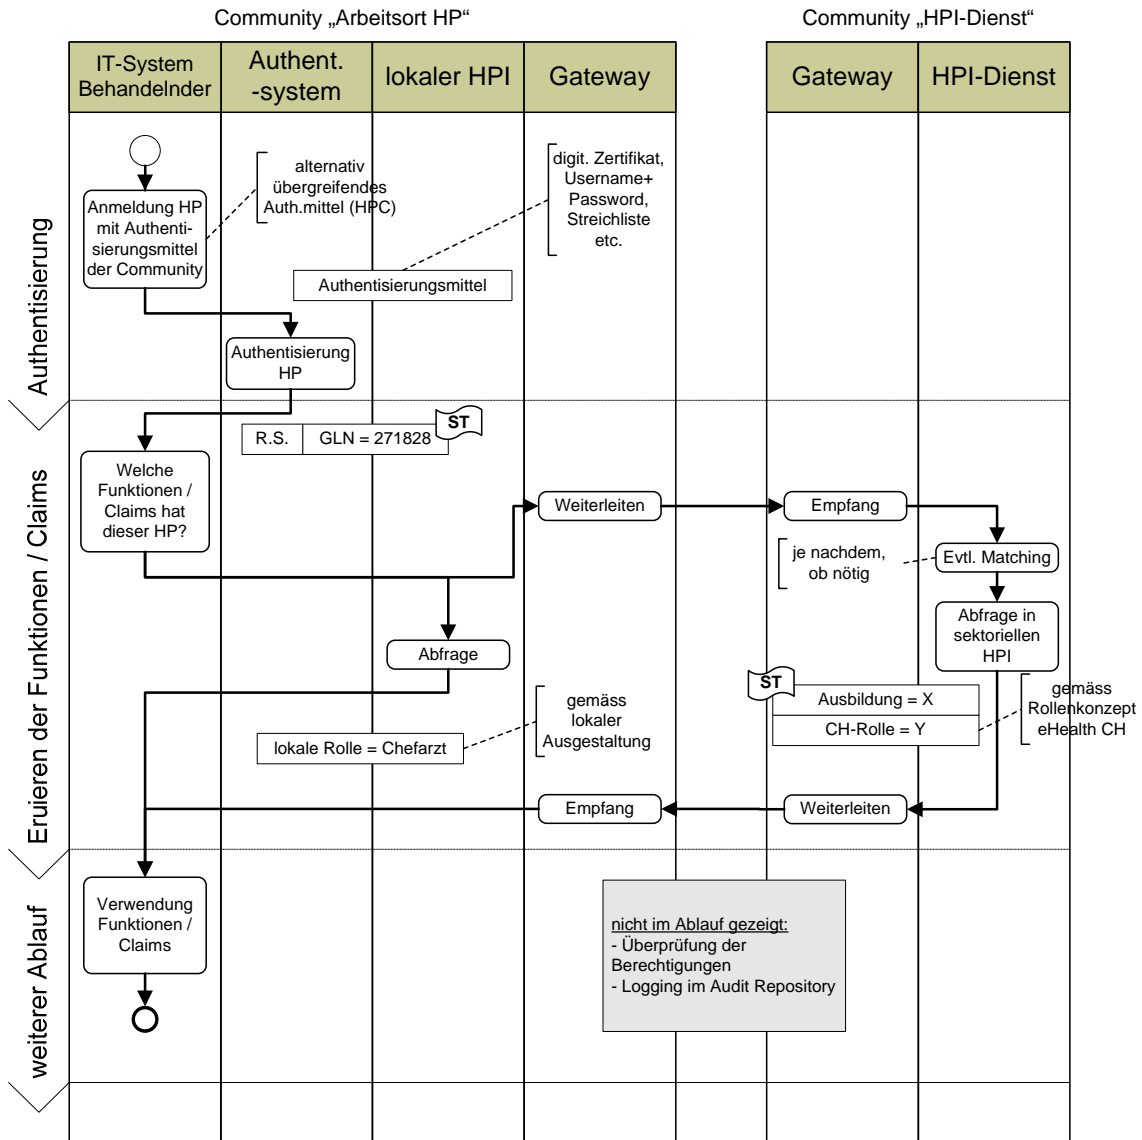 Community „Arbeitsort HP“
Community „HPI-Dienst“
IT-System
Behandelnder
Authent.
-system
lokaler HPI
Gateway
Gateway
HPI-Dienst
Authentisierung
Anmeldung HP
mit Authenti-
sierungsmittel
der Community
alternativ
übergreifendes
Auth.mittel (HPC)
digit. Zertifikat,
Username+
Password,
Streichliste
etc.
Authentisierungsmittel
Authentisierung
HP
Eruieren der Funktionen / Claims
R.S.
GLN = 271828
ST
Welche
Funktionen /
Claims hat
dieser HP?
Weiterleiten
Empfang
je nachdem,
ob nötig
Evtl. Matching
Abfrage in
sektoriellen
HPI
Abfrage
ST
Ausbildung = X
CH-Rolle = Y
gemäss
Rollenkonzept
eHealth CH
gemäss
lokaler
Ausgestaltung
lokale Rolle = Chefarzt
Empfang
Weiterleiten
weiterer Ablauf
Verwendung
Funktionen /
Claims
nicht im Ablauf gezeigt:
- Überprüfung der
Berechtigungen
- Logging im Audit Repository